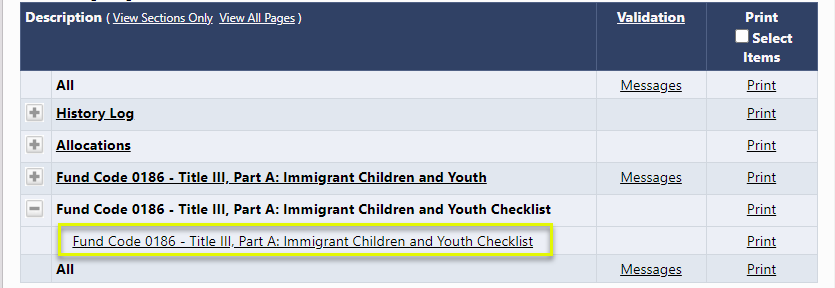 Description ( View Sections Only View All Pages )
Validation
Print
Select
Items
All
Messages
Print
History Log
Print
Allocations
Print
Fund Code 0186 - Title III, Part A: Immigrant Children and Youth
Messages
Print
Fund Code 0186 - Title III, Part A: Immigrant Children and Youth Checklist
Print
Fund Code 0186 - Title III, Part A: Immigrant Children and Youth Checklist
Print
All
Messages
Print